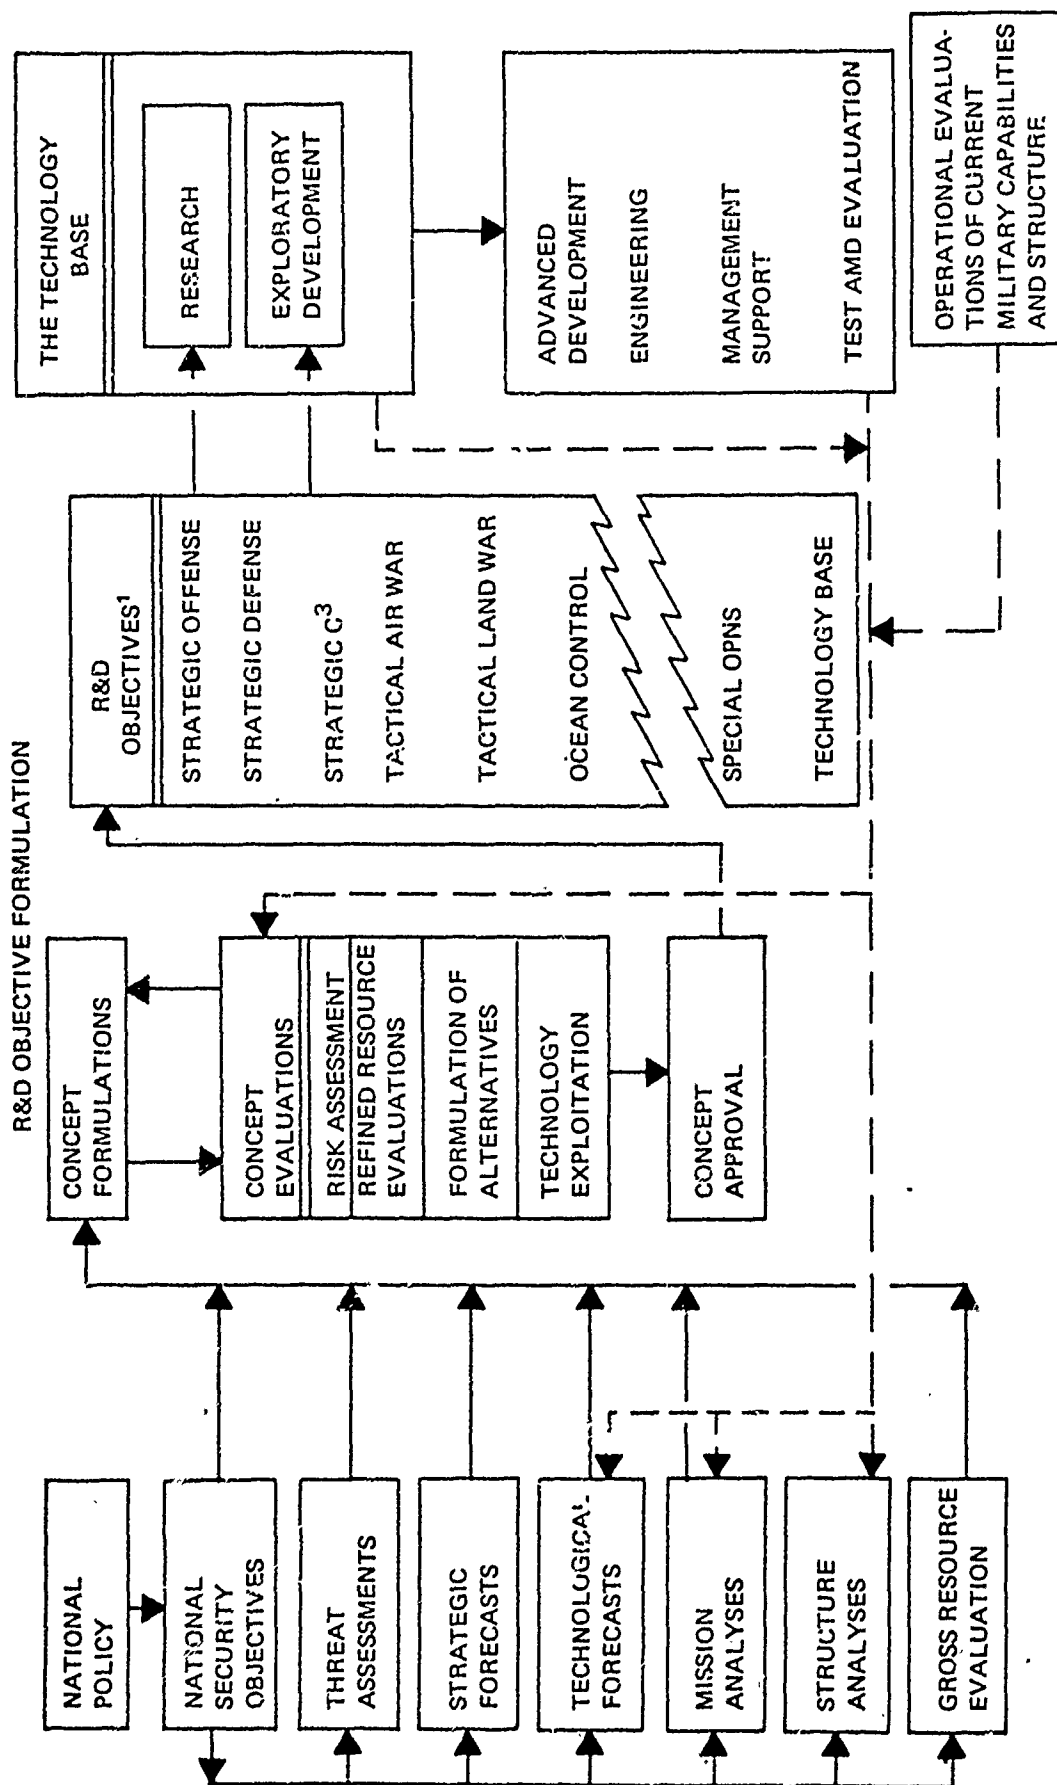 R&D OBJECTIVE FORMULATION
NATIONAL
POLICY
NATIONAL
SECURITY
OBJECTIVES
THREAT
ASSESSMENTS
STRATEGIC
FORECASTS
TECHNOLOGICAL
FORECASTS
MISSION
ANALYSES
STRUCTURE
ANALYSES
GROSS RESOURCE
EVALUATION
CONCEPT
FORMULATIONS
CONCEPT
EVALUATIONS
RISK ASSESSMENT
REFINED RESOURCE
EVALUATIONS
FORMULATION OF
ALTERNATIVES
TECHNOLOGY
EXPLOITATION
CONCEPT
APPROVAL
R&D
OBJECTIVES¹
STRATEGIC OFFENSE
STRATEGIC DEFENSE
STRATEGIC C³
TACTICAL AIR WAR
TACTICAL LAND WAR
OCEAN CONTROL
SPECIAL OPNS
TECHNOLOGY BASE
THE TECHNOLOGY
BASE
RESEARCH
EXPLORATORY
DEVELOPMENT
ADVANCED
DEVELOPMENT
ENGINEERING
MANAGEMENT
SUPPORT
TEST AMD EVALUATION
OPERATIONAL EVALUA-
TIONS OF CURRENT
MILITARY CAPABILITIES
AND STRUCTURE